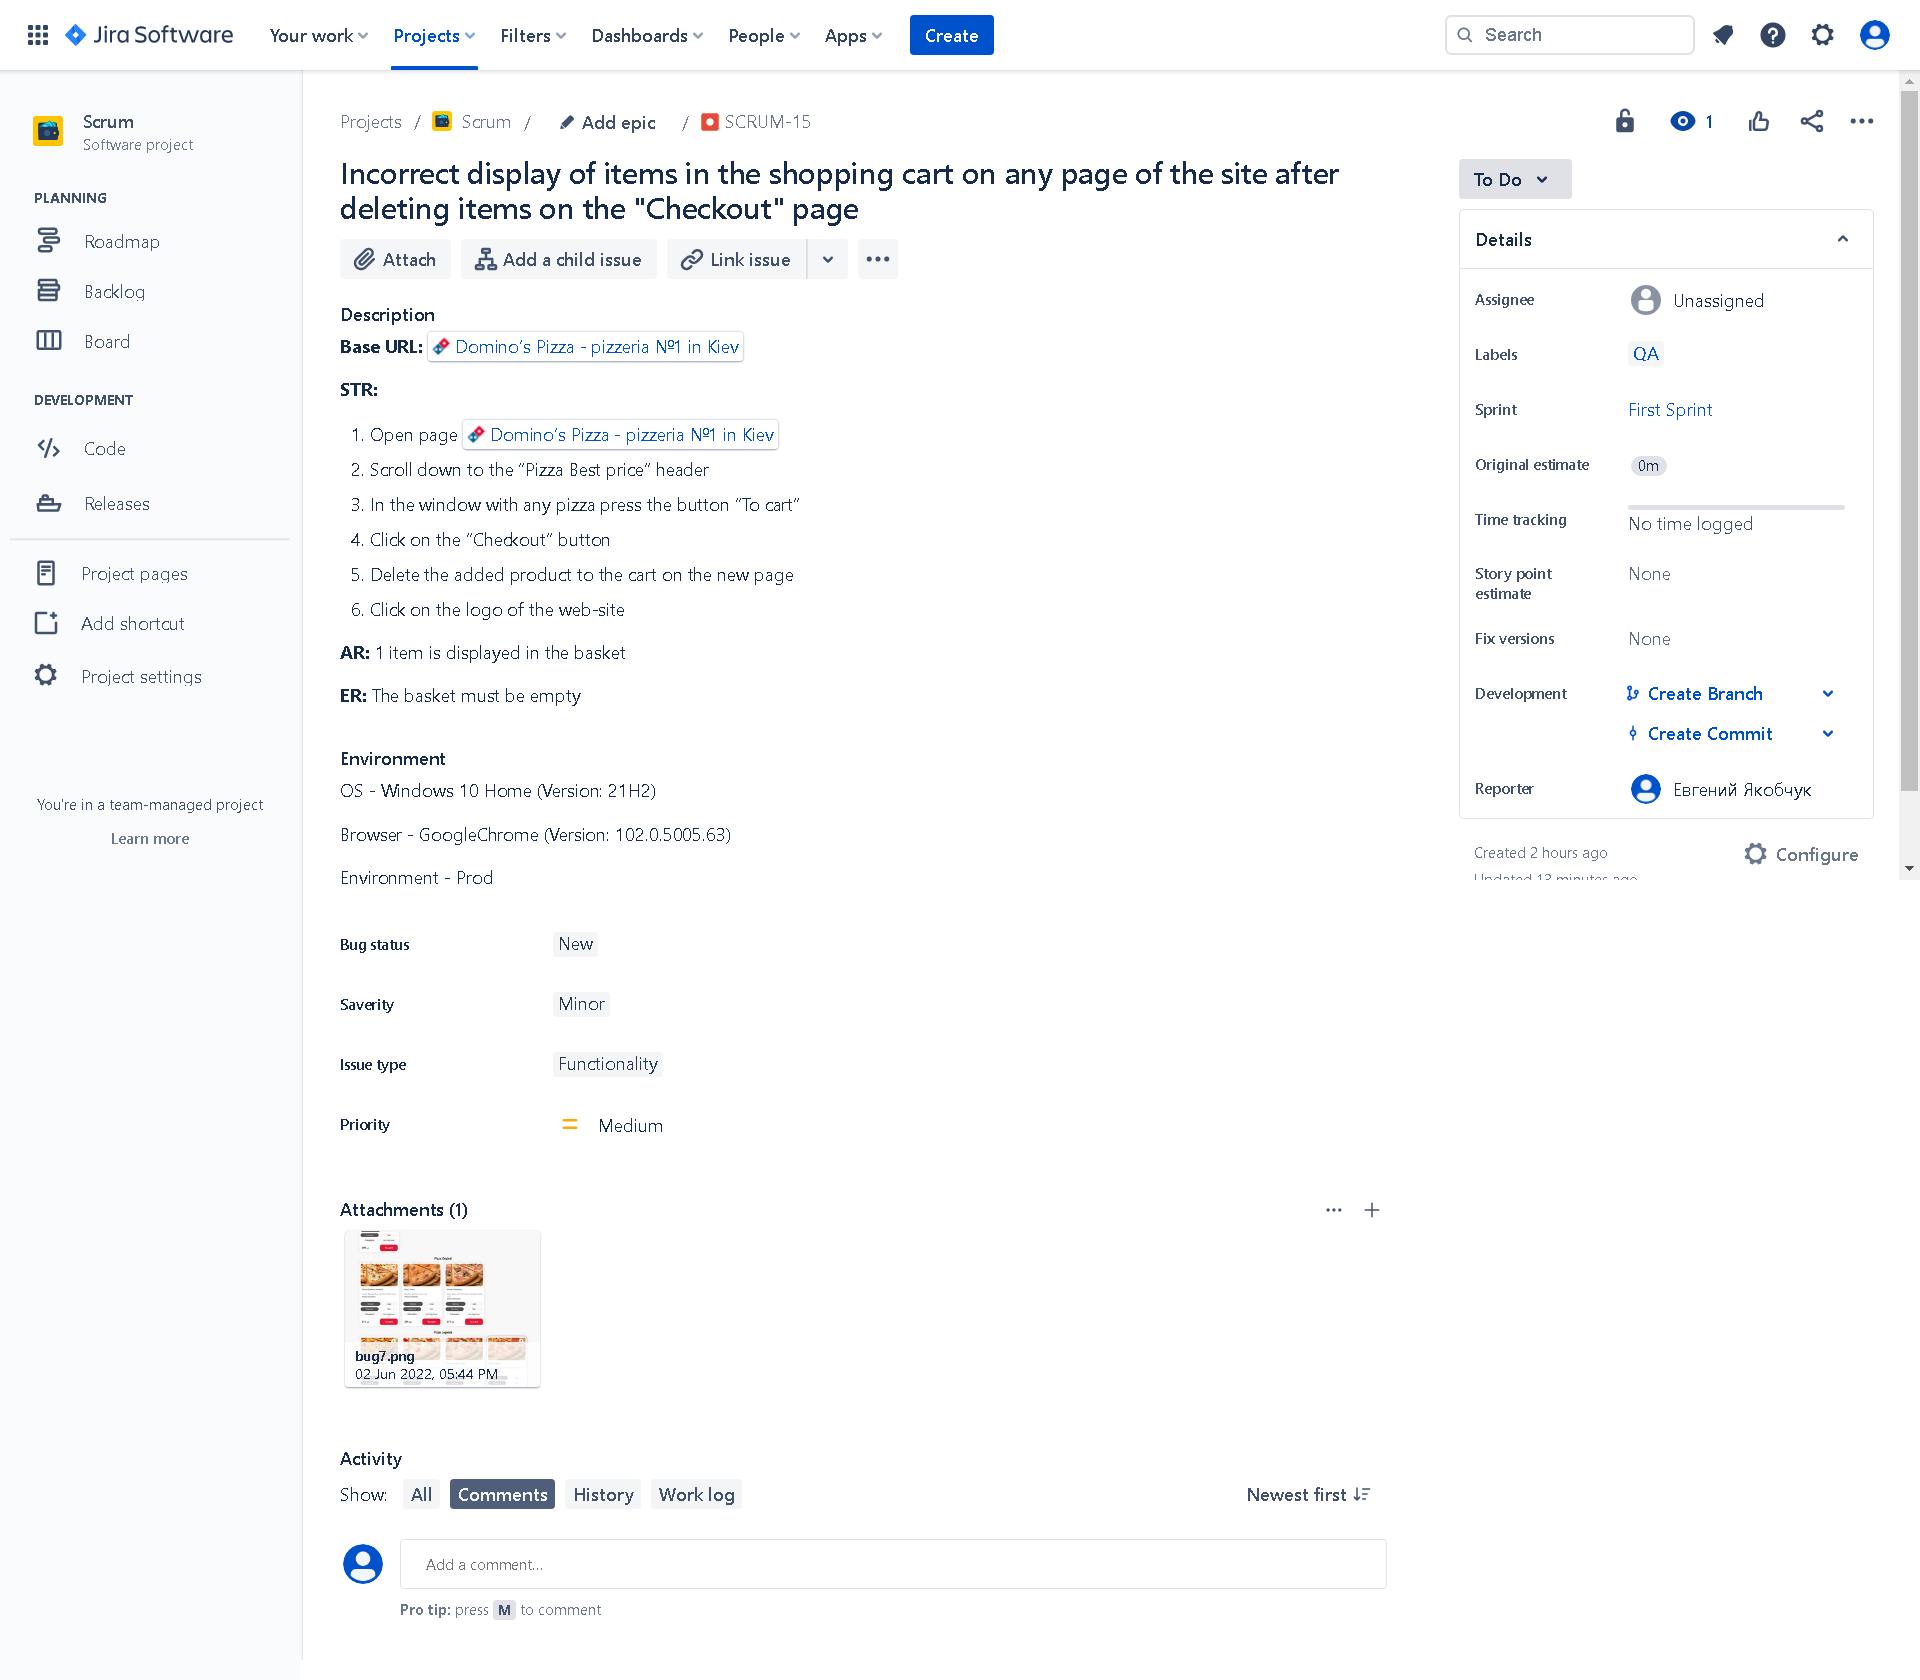 Jira Software
Your work
Projects
Filters
Dashboards
People
Apps
Create
Search
Scrum
Software project
PLANNING
Roadmap
Backlog
Board
DEVELOPMENT
Code
Releases
Project pages
Add shortcut
Project settings
You're in a team-managed project
Learn more
Projects / Scrum / Add epic / SCRUM-15
1
Incorrect display of items in the shopping cart on any page of the site after
deleting items on the "Checkout" page
Attach
Add a child issue
Link issue
Description
Base URL: Domino’s Pizza - pizzeria №1 in Kiev
STR:
1. Open page Domino’s Pizza - pizzeria №1 in Kiev
2. Scroll down to the “Pizza Best price” header
3. In the window with any pizza press the button “To cart”
4. Click on the “Checkout” button
5. Delete the added product to the cart on the new page
6. Click on the logo of the web-site
AR: 1 item is displayed in the basket
ER: The basket must be empty
Environment
OS - Windows 10 Home (Version: 21H2)
Browser - GoogleChrome (Version: 102.0.5005.63)
Environment - Prod
Bug status New
Saverity Minor
Issue type Functionality
Priority Medium
Attachments (1)
bug7.png
02 Jun 2022, 05:44 PM
Activity
Show: All Comments History Work log
Newest first
Add a comment...
Pro tip: press M to comment
To Do
Details
Assignee Unassigned
Labels QA
Sprint First Sprint
Original estimate 0m
Time tracking No time logged
Story point estimate None
Fix versions None
Development Create Branch
Create Commit
Reporter Евгений Якобчук
Created 2 hours ago
Configure
Updated 13 minutes ago